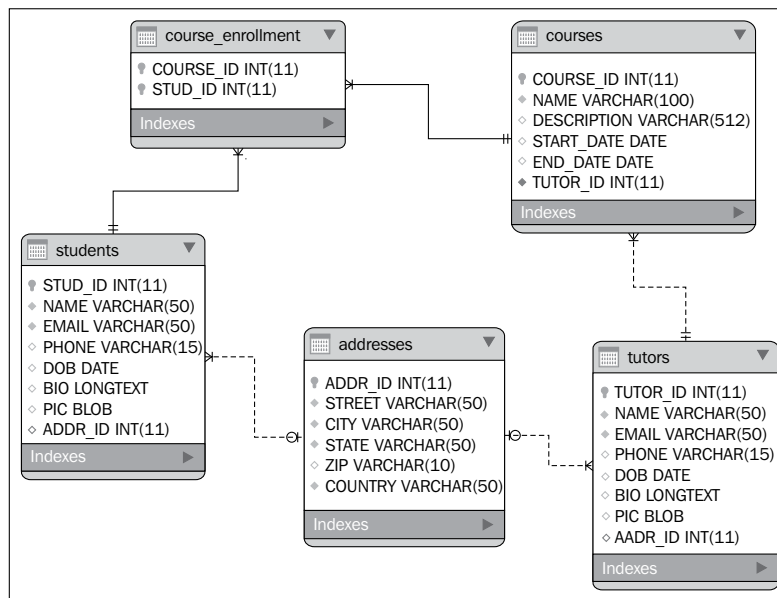 course_enrollment
COURSE_ID INT(11)
STUD_ID INT(11)
Indexes
courses
COURSE_ID INT(11)
NAME VARCHAR(100)
DESCRIPTION VARCHAR(512)
START_DATE DATE
END_DATE DATE
TUTOR_ID INT(11)
Indexes
students
STUD_ID INT(11)
NAME VARCHAR(50)
EMAIL VARCHAR(50)
PHONE VARCHAR(15)
DOB DATE
BIO LONGTEXT
PIC BLOB
ADDR_ID INT(11)
Indexes
addresses
ADDR_ID INT(11)
STREET VARCHAR(50)
CITY VARCHAR(50)
STATE VARCHAR(50)
ZIP VARCHAR(10)
COUNTRY VARCHAR(50)
Indexes
tutors
TUTOR_ID INT(11)
NAME VARCHAR(50)
EMAIL VARCHAR(50)
PHONE VARCHAR(15)
DOB DATE
BIO LONGTEXT
PIC BLOB
AADR_ID INT(11)
Indexes